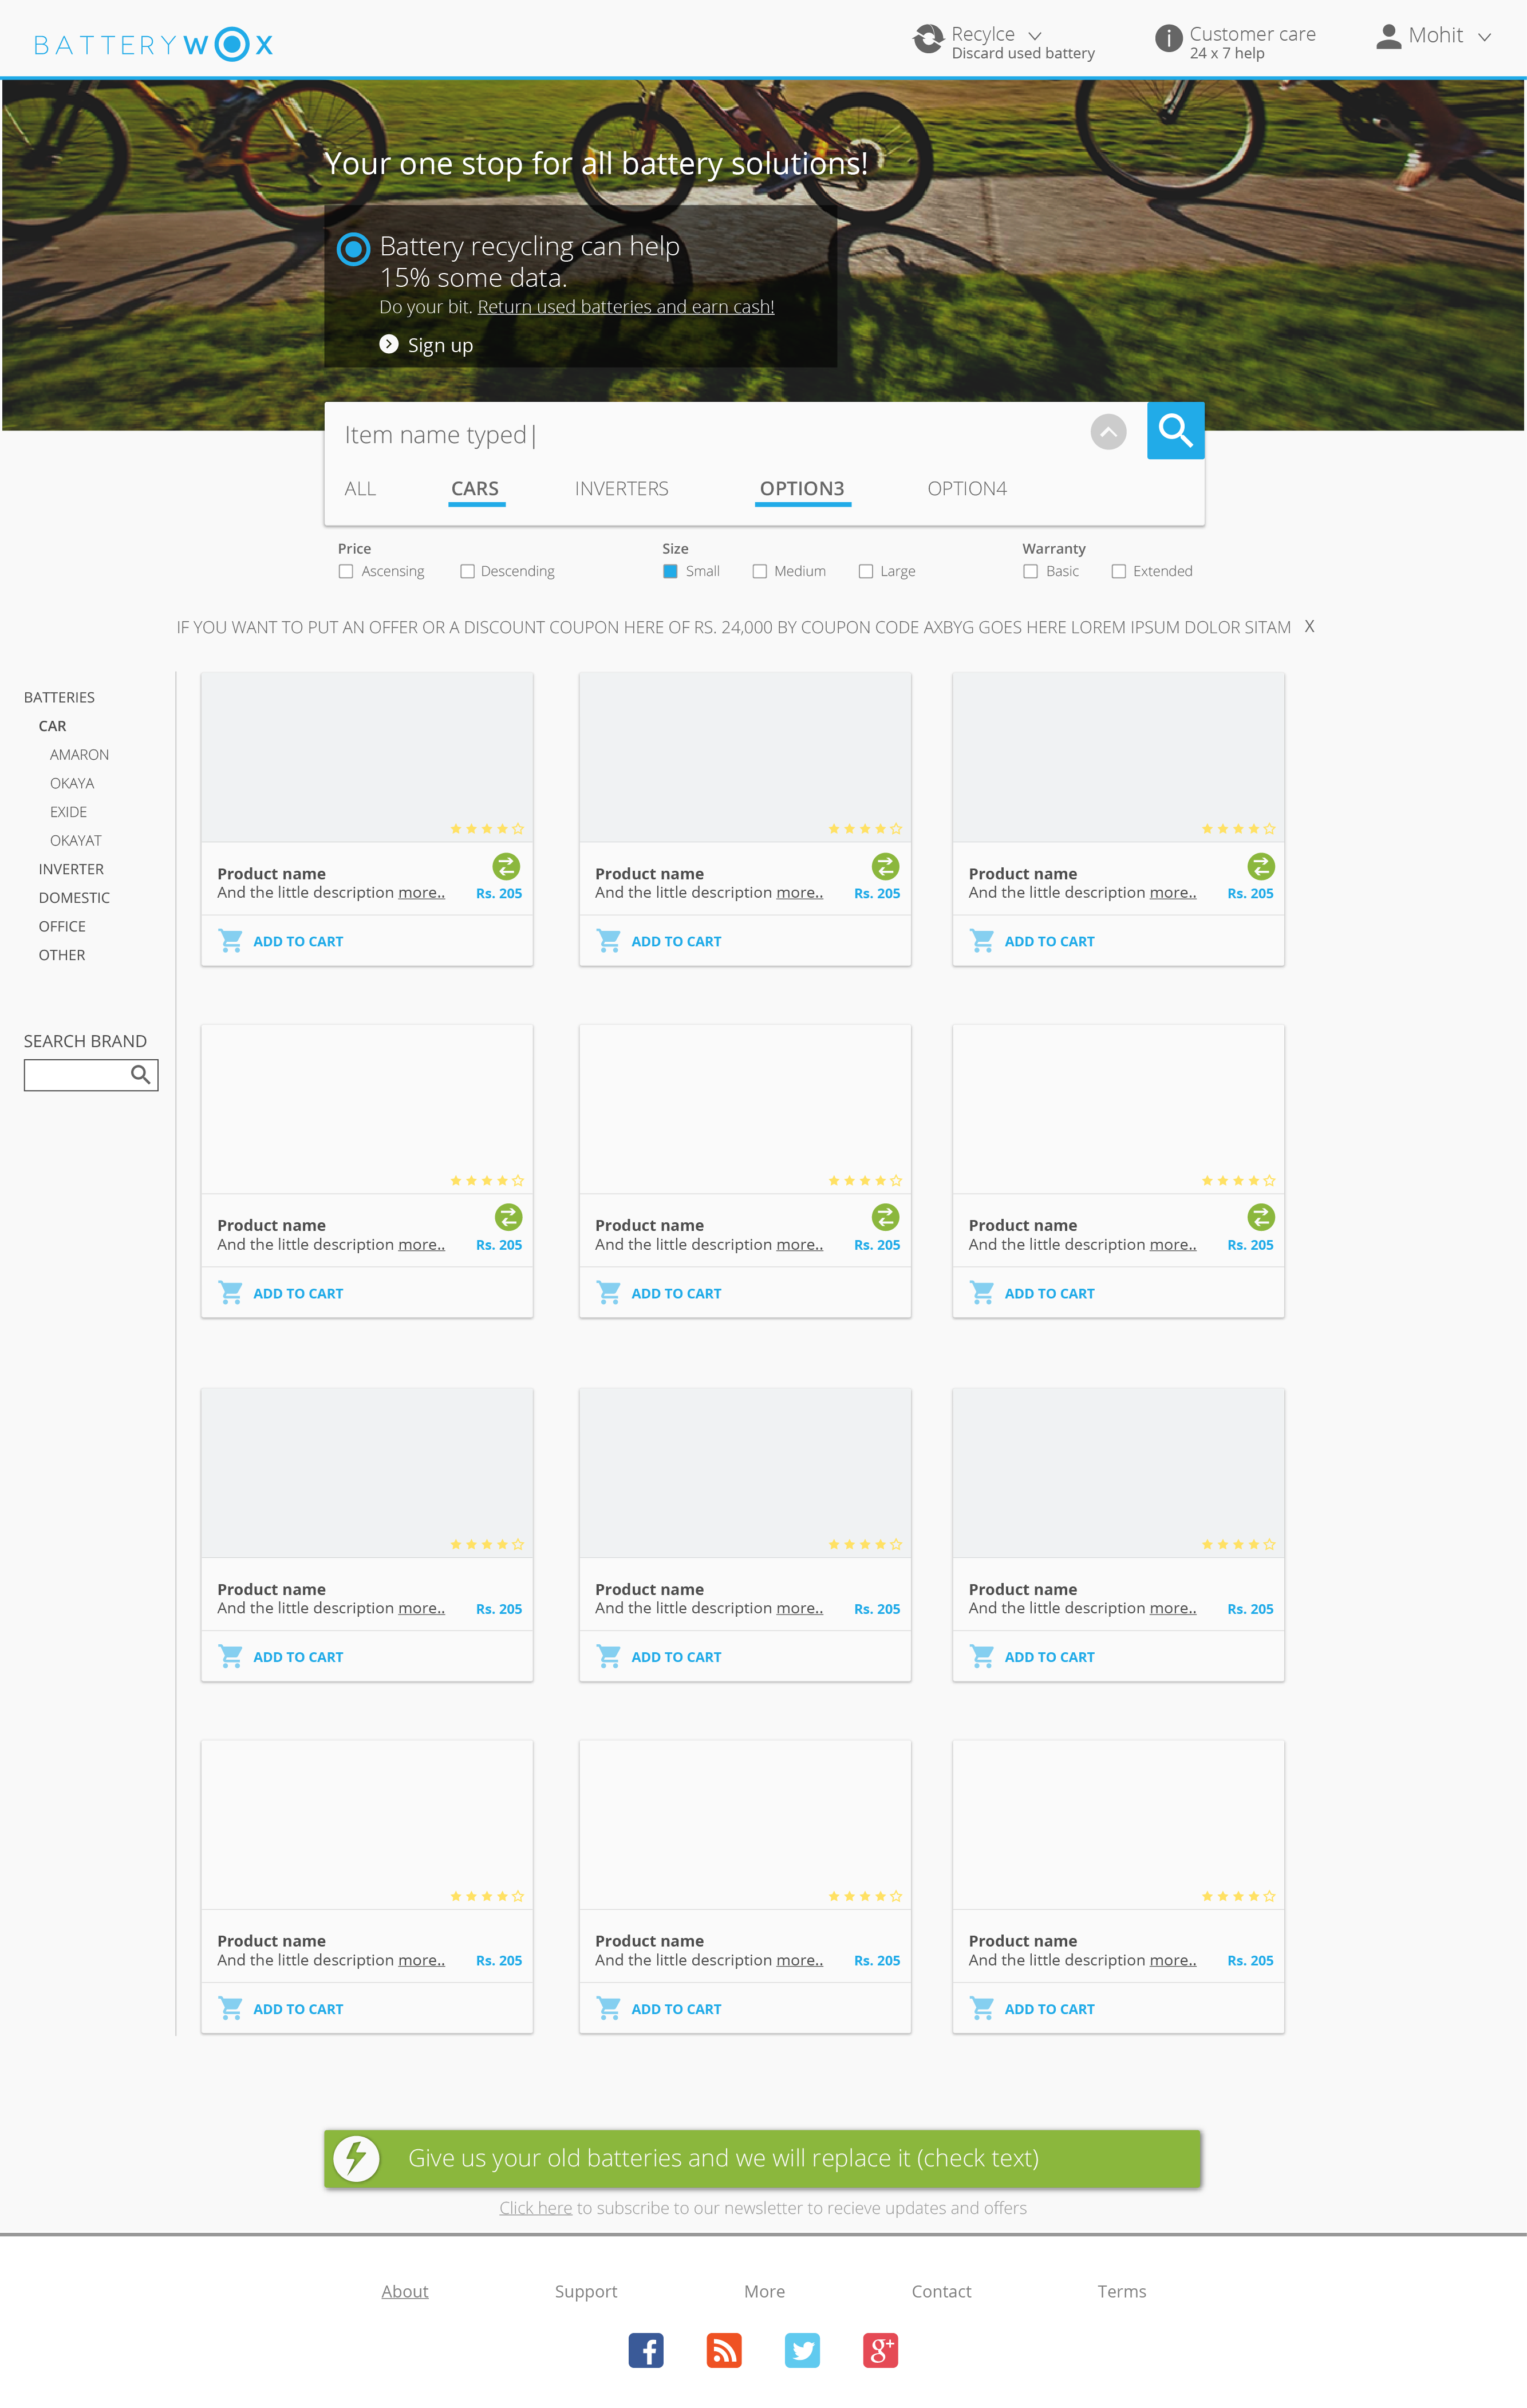 BATTERYWOX
Recylce
Discard used battery
Customer care
24 x 7 help
Mohit
Your one stop for all battery solutions!
Battery recycling can help
15% some data.
Do your bit. Return used batteries and earn cash!
Sign up
Item name typed|
ALL CARS INVERTERS OPTION3 OPTION4
Price Size Warranty
Ascensing Descending Small Medium Large Basic Extended
IF YOU WANT TO PUT AN OFFER OR A DISCOUNT COUPON HERE OF RS. 24,000 BY COUPON CODE AXBYG GOES HERE LOREM IPSUM DOLOR SITAM X
BATTERIES
CAR
AMARON
OKAYA
EXIDE
OKAYAT
INVERTER
DOMESTIC
OFFICE
OTHER
SEARCH BRAND
Product name
And the little description more.. Rs. 205
ADD TO CART
Product name
And the little description more.. Rs. 205
ADD TO CART
Product name
And the little description more.. Rs. 205
ADD TO CART
Product name
And the little description more.. Rs. 205
ADD TO CART
Product name
And the little description more.. Rs. 205
ADD TO CART
Product name
And the little description more.. Rs. 205
ADD TO CART
Product name
And the little description more.. Rs. 205
ADD TO CART
Product name
And the little description more.. Rs. 205
ADD TO CART
Product name
And the little description more.. Rs. 205
ADD TO CART
Product name
And the little description more.. Rs. 205
ADD TO CART
Product name
And the little description more.. Rs. 205
ADD TO CART
Product name
And the little description more.. Rs. 205
ADD TO CART
Give us your old batteries and we will replace it (check text)
Click here to subscribe to our newsletter to recieve updates and offers
About Support More Contact Terms